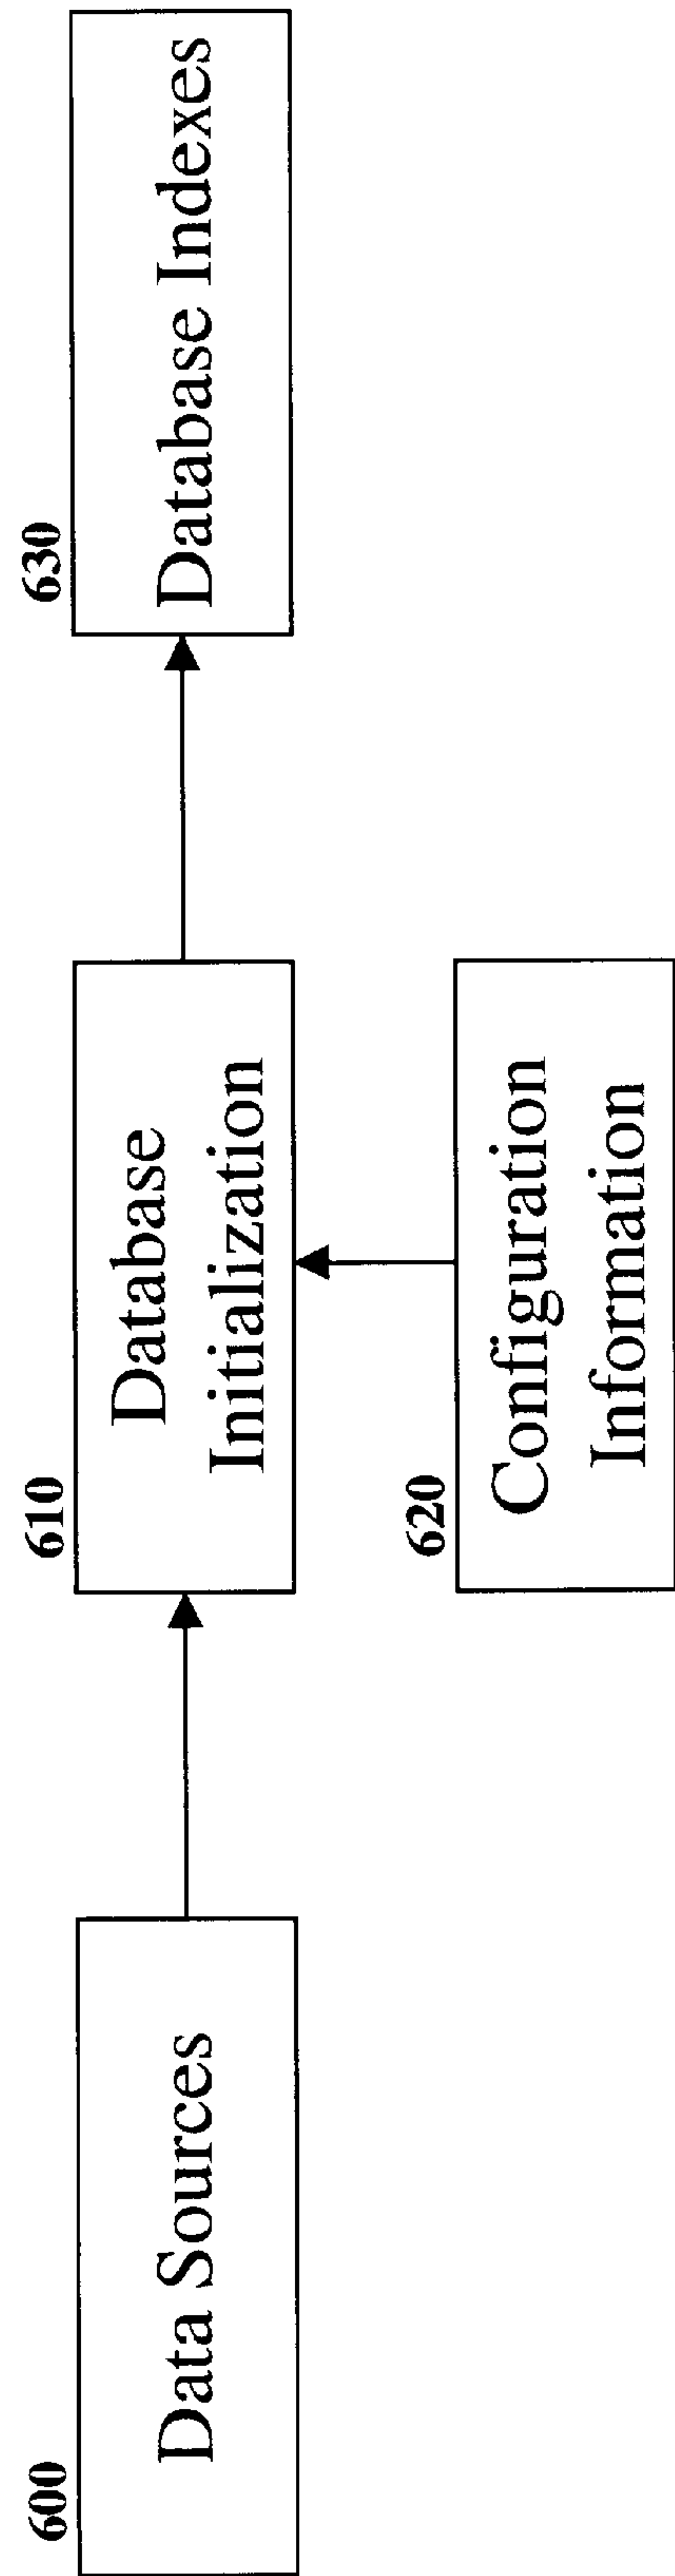 600
Data Sources
610
Database
Initialization
620
Configuration
Information
630
Database Indexes